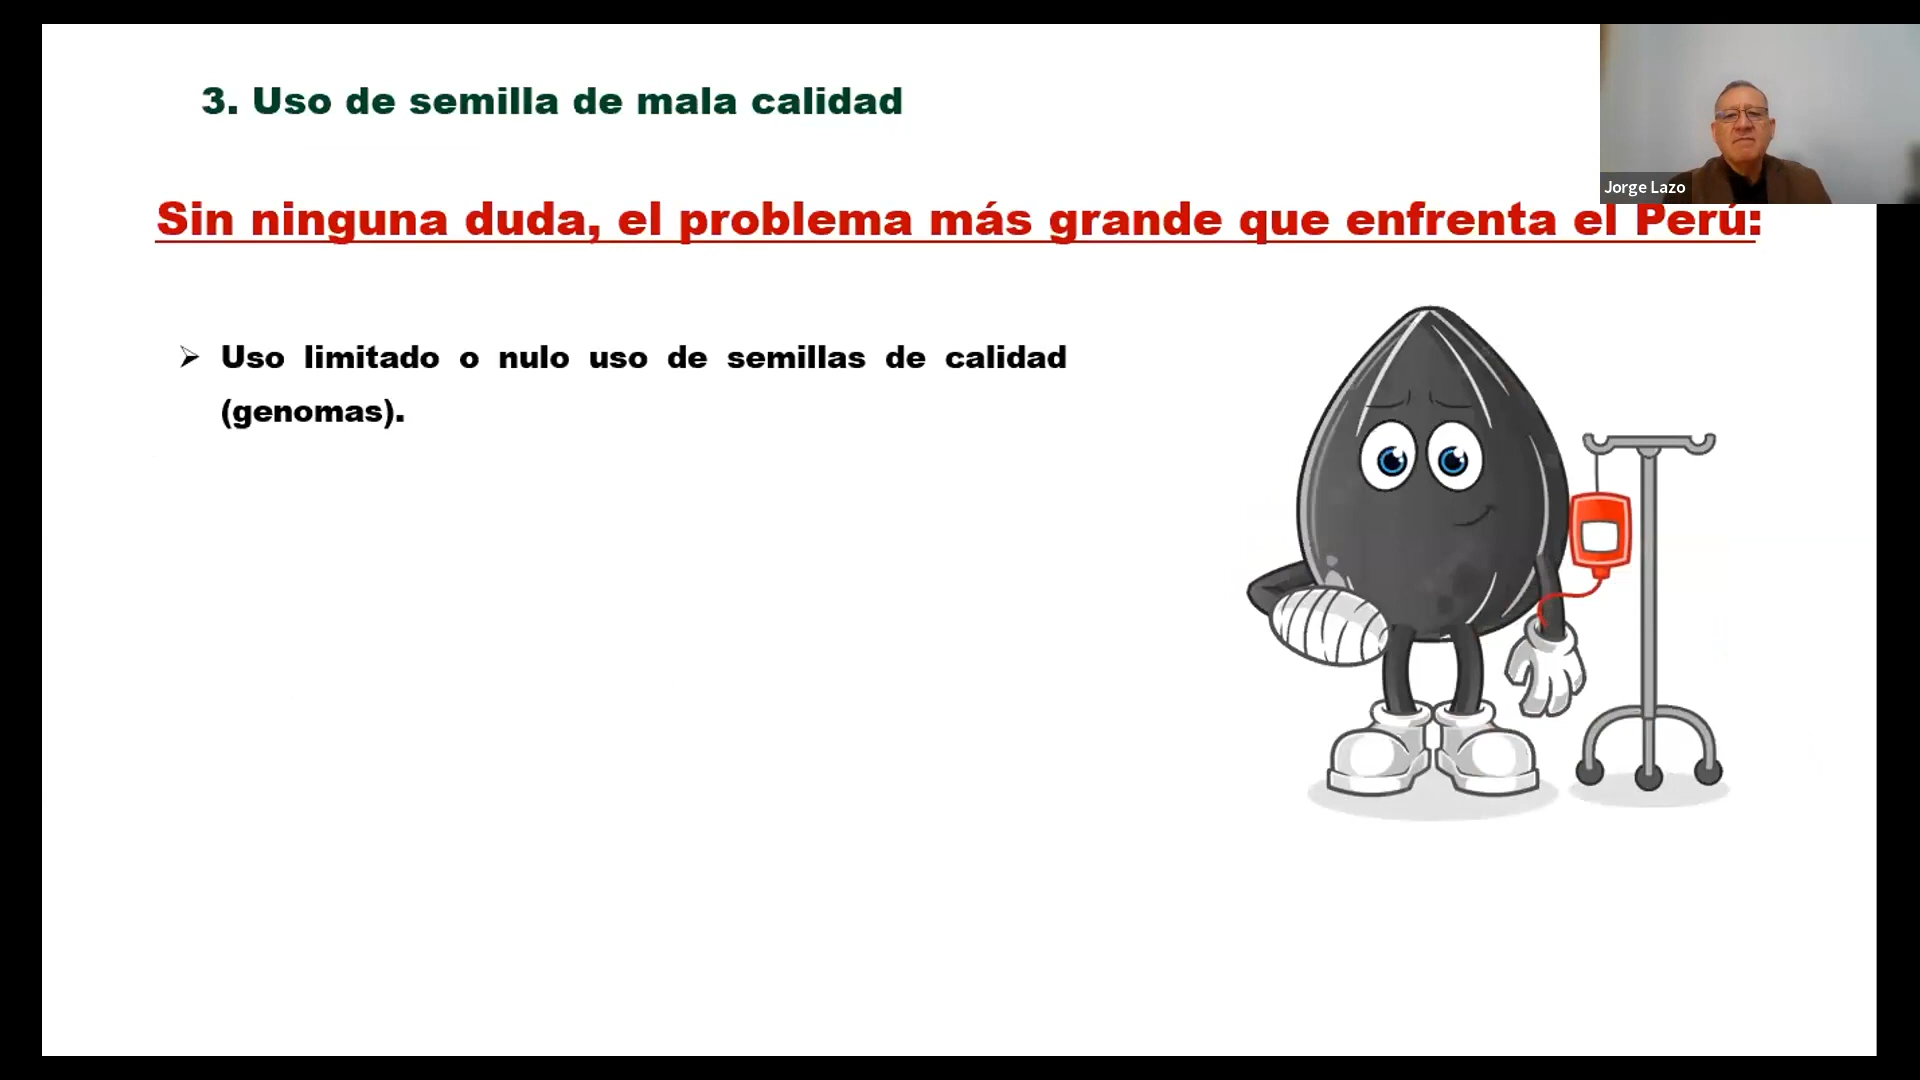 3. Uso de semilla de mala calidad
Jorge Lazo
Sin ninguna duda, el problema más grande que enfrenta el Perú:
Uso limitado o nulo uso de semillas de calidad
(genomas).